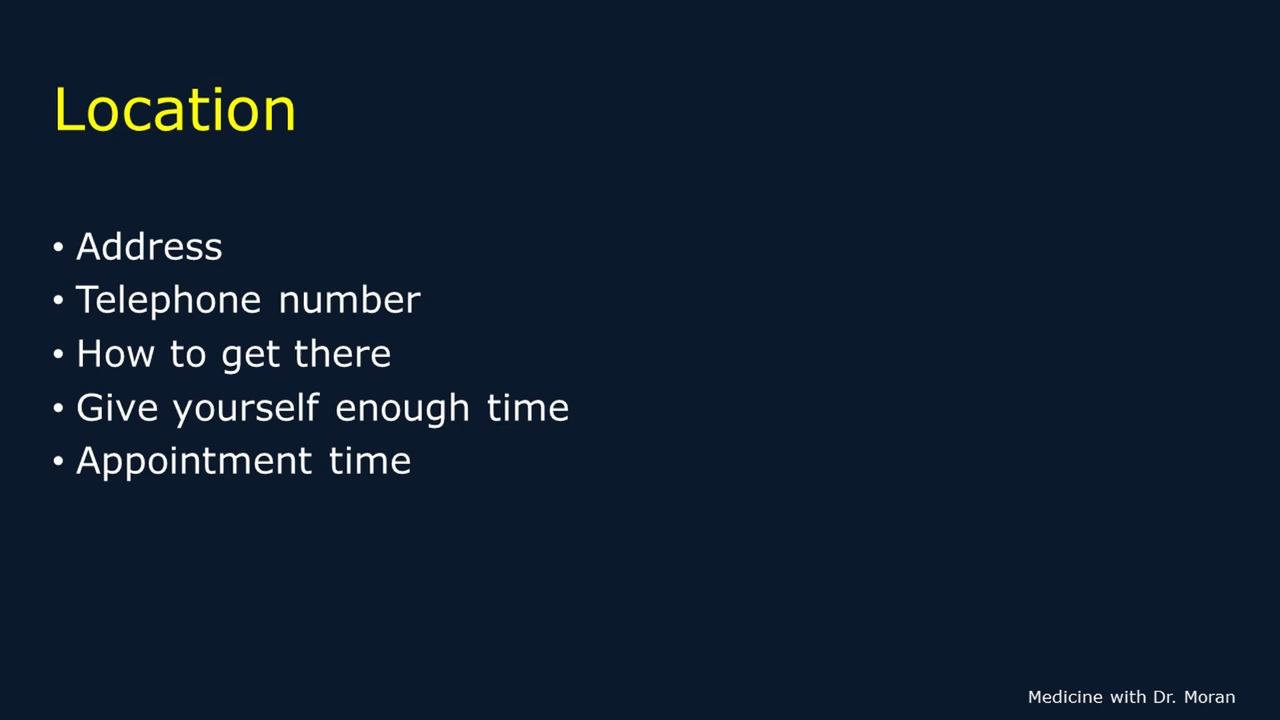 Location
• Address
• Telephone number
• How to get there
• Give yourself enough time
• Appointment time
Medicine with Dr. Moran